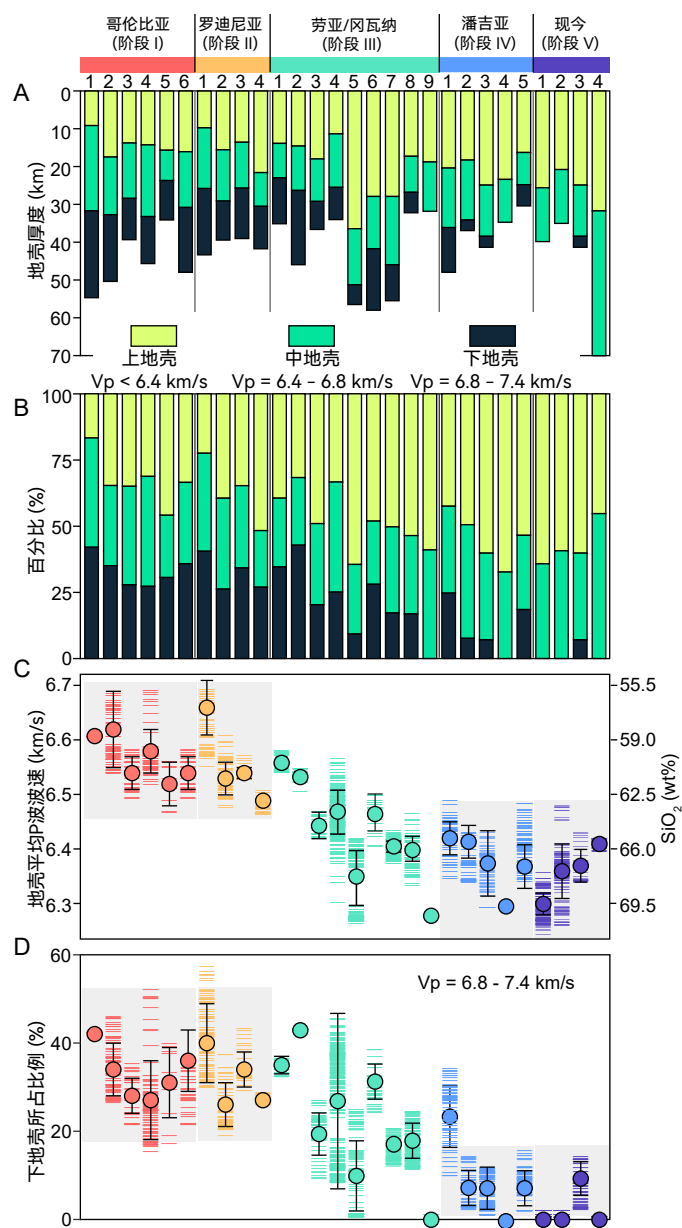 哥伦比亚 罗迪尼亚 劳亚/冈瓦纳 潘吉亚 现今
(阶段 I) (阶段 II) (阶段 III) (阶段 IV) (阶段 V)
1 2 3 4 5 6 1 2 3 4 1 2 3 4 5 6 7 8 9 1 2 3 4 5 1 2 3 4
A
地壳厚度 (km)
0
10
20
30
40
50
60
70
上地壳 中地壳 下地壳
Vp < 6.4 km/s Vp = 6.4 – 6.8 km/s Vp = 6.8 - 7.4 km/s
B
百分比 (%)
100
75
50
25
0
C
地壳平均P波波速 (km/s)
6.7
6.6
6.5
6.4
6.3
55.5
59.0
62.5
66.0
69.5
SiO₂ (wt%)
D
下地壳所占比例 (%)
60
40
20
0
Vp = 6.8 - 7.4 km/s